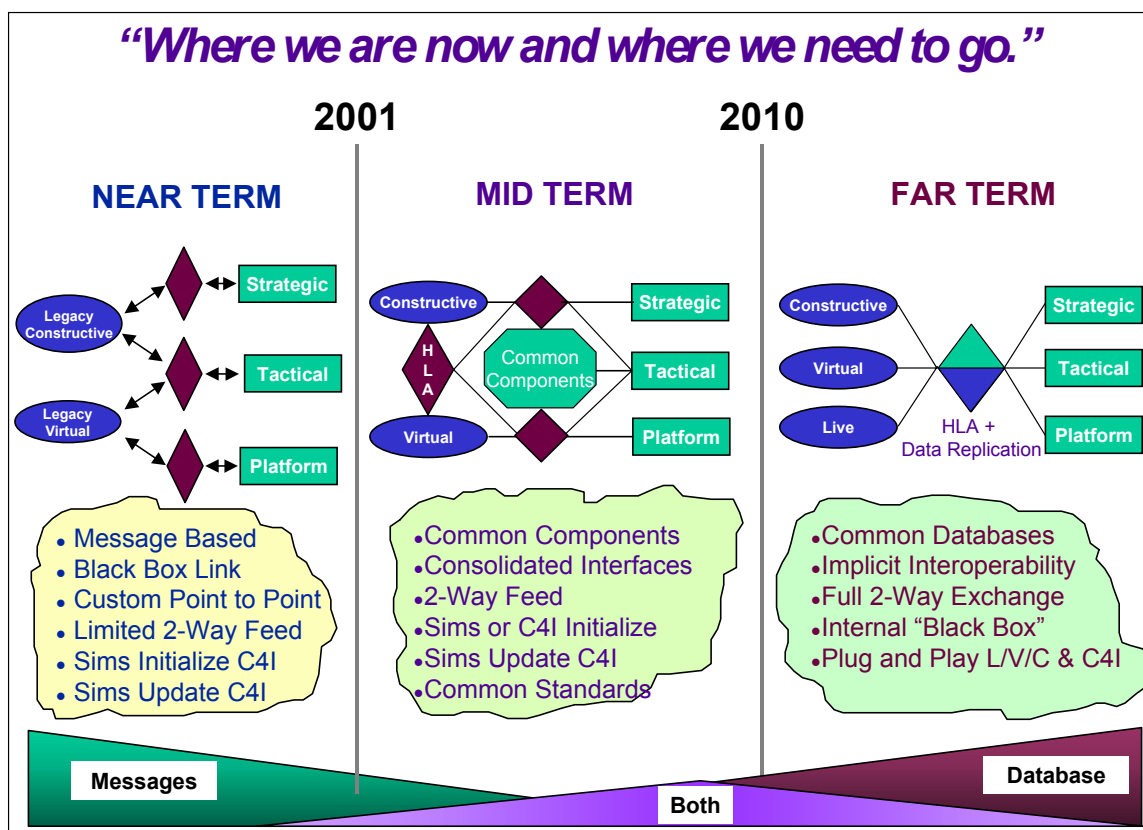 “Where we are now and where we need to go.”
2001
2010
NEAR TERM
MID TERM
FAR TERM
Legacy
Constructive
Legacy
Virtual
Strategic
Tactical
Platform
Constructive
H
L
A
Virtual
Common
Components
Strategic
Tactical
Platform
Constructive
Virtual
Live
HLA +
Data Replication
Strategic
Tactical
Platform
• Message Based
• Black Box Link
• Custom Point to Point
• Limited 2-Way Feed
• Sims Initialize C4I
• Sims Update C4I
•Common Components
•Consolidated Interfaces
•2-Way Feed
•Sims or C4I Initialize
•Sims Update C4I
•Common Standards
•Common Databases
•Implicit Interoperability
•Full 2-Way Exchange
•Internal “Black Box”
•Plug and Play L/V/C & C4I
Messages
Both
Database